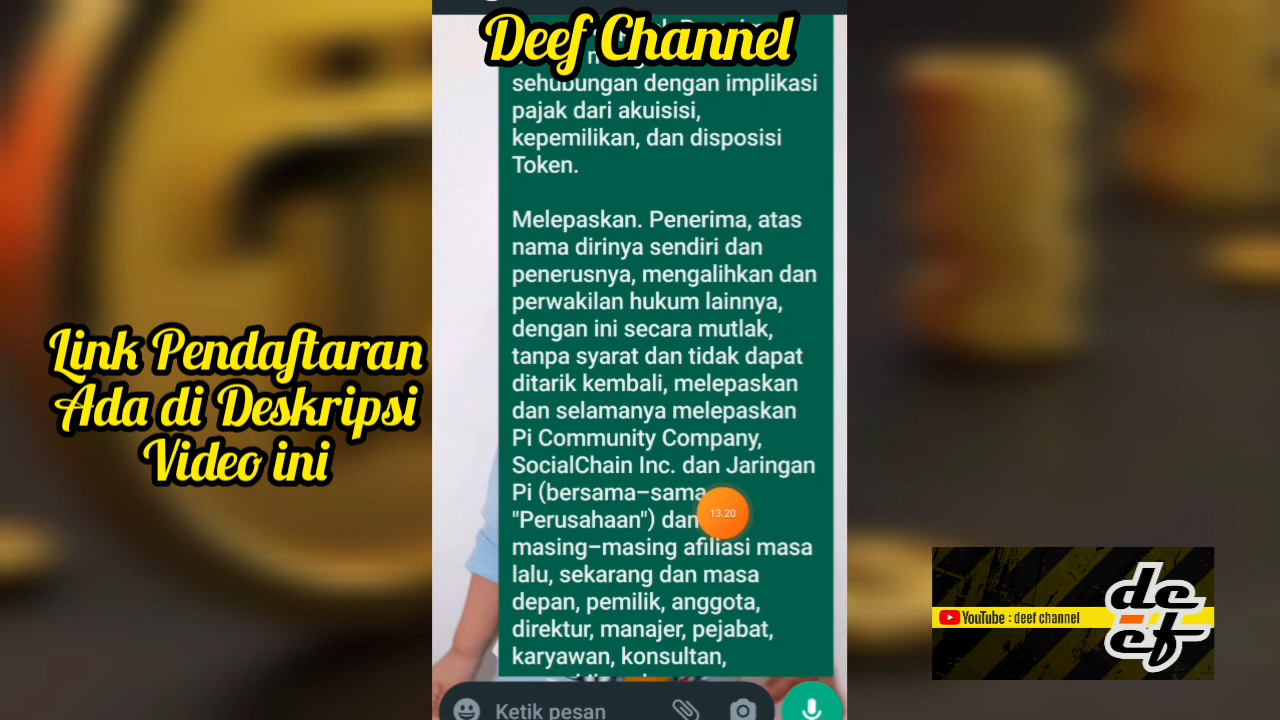 Deef Channel
sehubungan dengan implikasi
pajak dari akuisisi,
kepemilikan, dan disposisi
Token.
Melepaskan. Penerima, atas
nama dirinya sendiri dan
penerusnya, mengalihkan dan
perwakilan hukum lainnya,
dengan ini secara mutlak,
tanpa syarat dan tidak dapat
ditarik kembali, melepaskan
dan selamanya melepaskan
Pi Community Company,
SocialChain Inc. dan Jaringan
Pi (bersama-sama
"Perusahaan") dan
13.20
masing-masing afiliasi masa
lalu, sekarang dan masa
depan, pemilik, anggota,
direktur, manajer, pejabat,
karyawan, konsultan,
Ketik pesan
Link Pendaftaran
Ada di Deskripsi
Video ini
YouTube : deef channel
de
ef